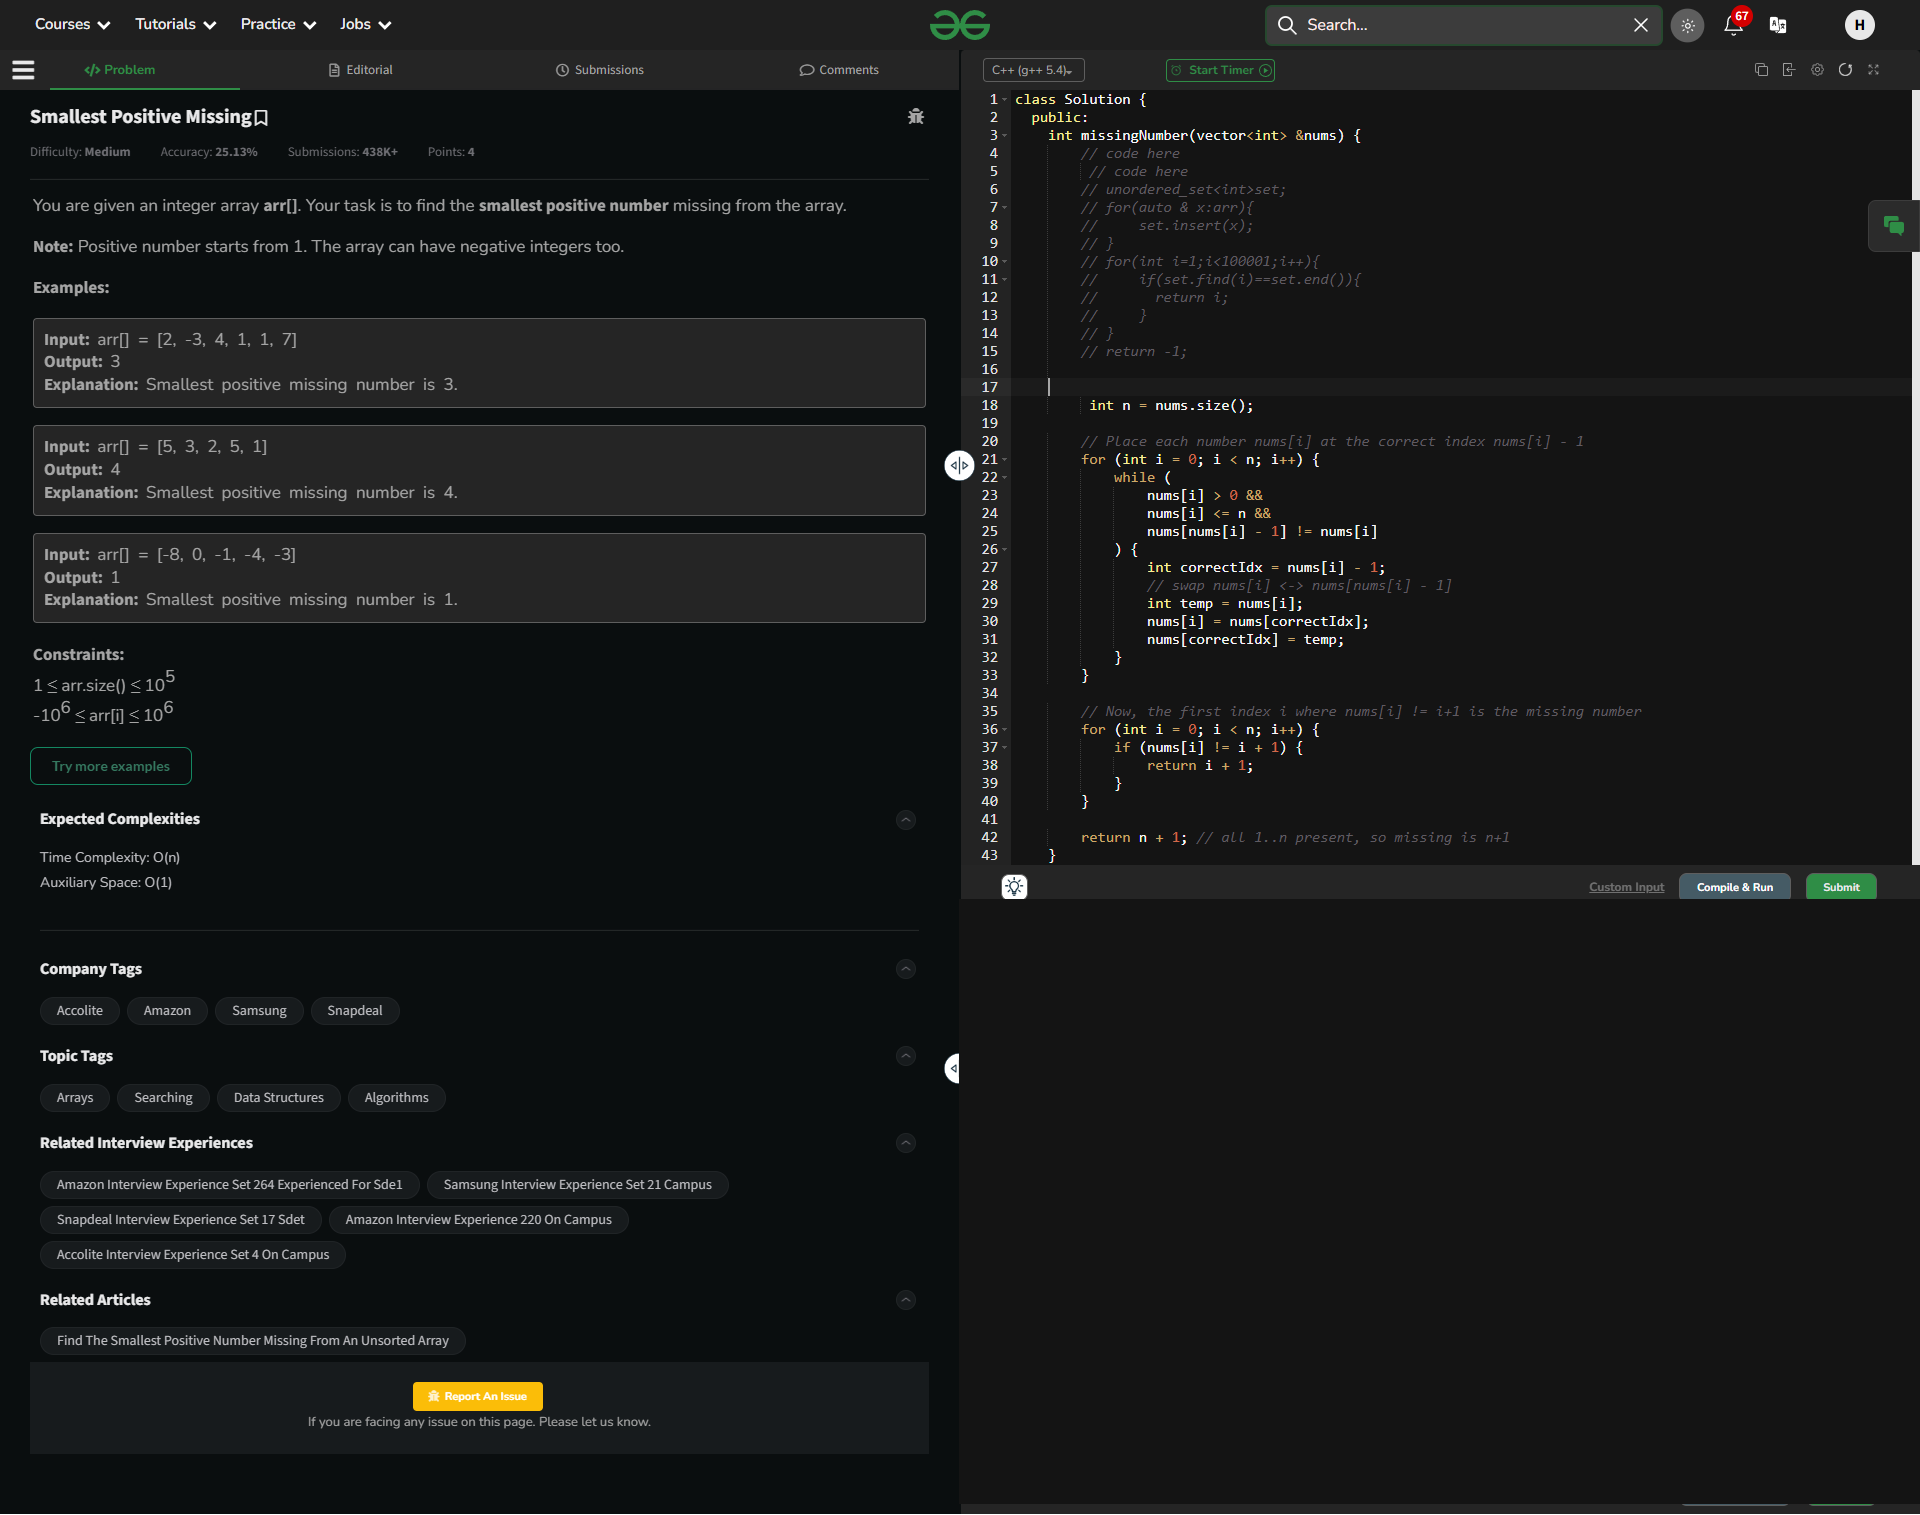 Courses Tutorials Practice Jobs Search... 67 H
Problem Editorial Submissions Comments
Smallest Positive Missing
Difficulty: Medium Accuracy: 25.13% Submissions: 438K+ Points: 4
You are given an integer array arr[]. Your task is to find the smallest positive number missing from the array.
Note: Positive number starts from 1. The array can have negative integers too.
Examples:
Input: arr[] = [2, -3, 4, 1, 1, 7]
Output: 3
Explanation: Smallest positive missing number is 3.
Input: arr[] = [5, 3, 2, 5, 1]
Output: 4
Explanation: Smallest positive missing number is 4.
Input: arr[] = [-8, 0, -1, -4, -3]
Output: 1
Explanation: Smallest positive missing number is 1.
Constraints:
1 ≤ arr.size() ≤ 10^5
-10^6 ≤ arr[i] ≤ 10^6
Try more examples
Expected Complexities
Time Complexity: O(n)
Auxiliary Space: O(1)
Company Tags
Accolite Amazon Samsung Snapdeal
Topic Tags
Arrays Searching Data Structures Algorithms
Related Interview Experiences
Amazon Interview Experience Set 264 Experienced For Sde1 Samsung Interview Experience Set 21 Campus
Snapdeal Interview Experience Set 17 Sdet Amazon Interview Experience 220 On Campus
Accolite Interview Experience Set 4 On Campus
Related Articles
Find The Smallest Positive Number Missing From An Unsorted Array
Report An Issue
If you are facing any issue on this page. Please let us know.
C++ (g++ 5.4) Start Timer
1 class Solution {
2 public:
3 int missingNumber(vector<int> &nums) {
4 // code here
5 // code here
6 // unordered_set<int>set;
7 // for(auto & x:arr){
8 // set.insert(x);
9 // }
10 // for(int i=1;i<100001;i++){
11 // if(set.find(i)==set.end()){
12 // return i;
13 // }
14 // }
15 // return -1;
16
17
18 int n = nums.size();
19
20 // Place each number nums[i] at the correct index nums[i] - 1
21 for (int i = 0; i < n; i++) {
22 while (
23 nums[i] > 0 &&
24 nums[i] <= n &&
25 nums[nums[i] - 1] != nums[i]
26 ) {
27 int correctIdx = nums[i] - 1;
28 // swap nums[i] <-> nums[nums[i] - 1]
29 int temp = nums[i];
30 nums[i] = nums[correctIdx];
31 nums[correctIdx] = temp;
32 }
33 }
34
35 // Now, the first index i where nums[i] != i+1 is the missing number
36 for (int i = 0; i < n; i++) {
37 if (nums[i] != i + 1) {
38 return i + 1;
39 }
40 }
41
42 return n + 1; // all 1..n present, so missing is n+1
43 }
Custom Input Compile & Run Submit